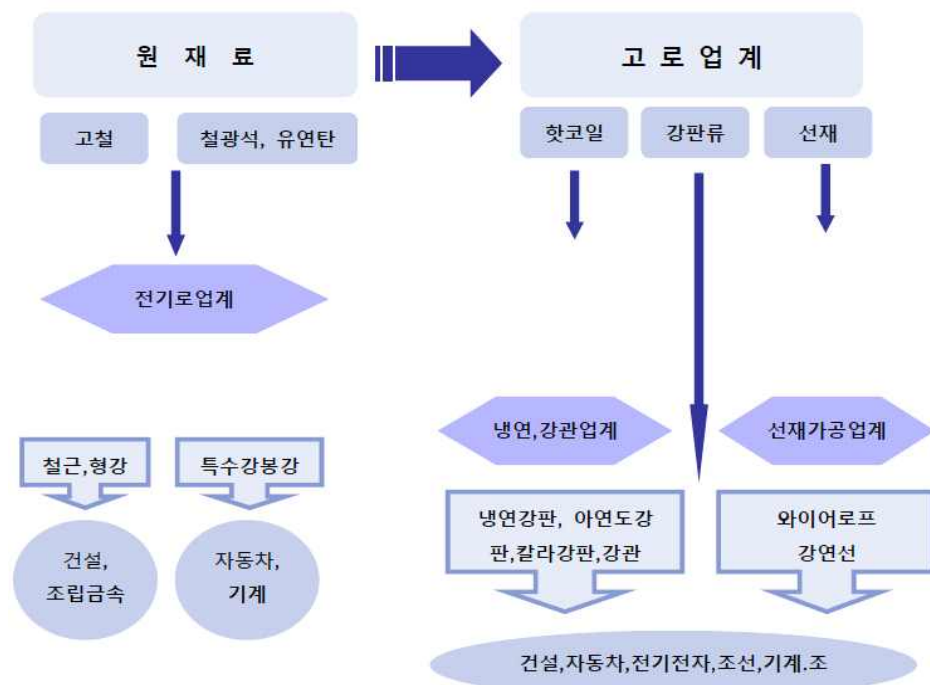 원 재 료
고 로 업 계
고철
철광석, 유연탄
핫코일
강판류
선재
전기로업계
냉연,강관업계
선재가공업계
철근,형강
특수강봉강
냉연강판, 아연도강
판,칼라강판,강관
와이어로프
강연선
건설,
조립금속
자동차,
기계
건설,자동차,전기전자,조선,기계.조